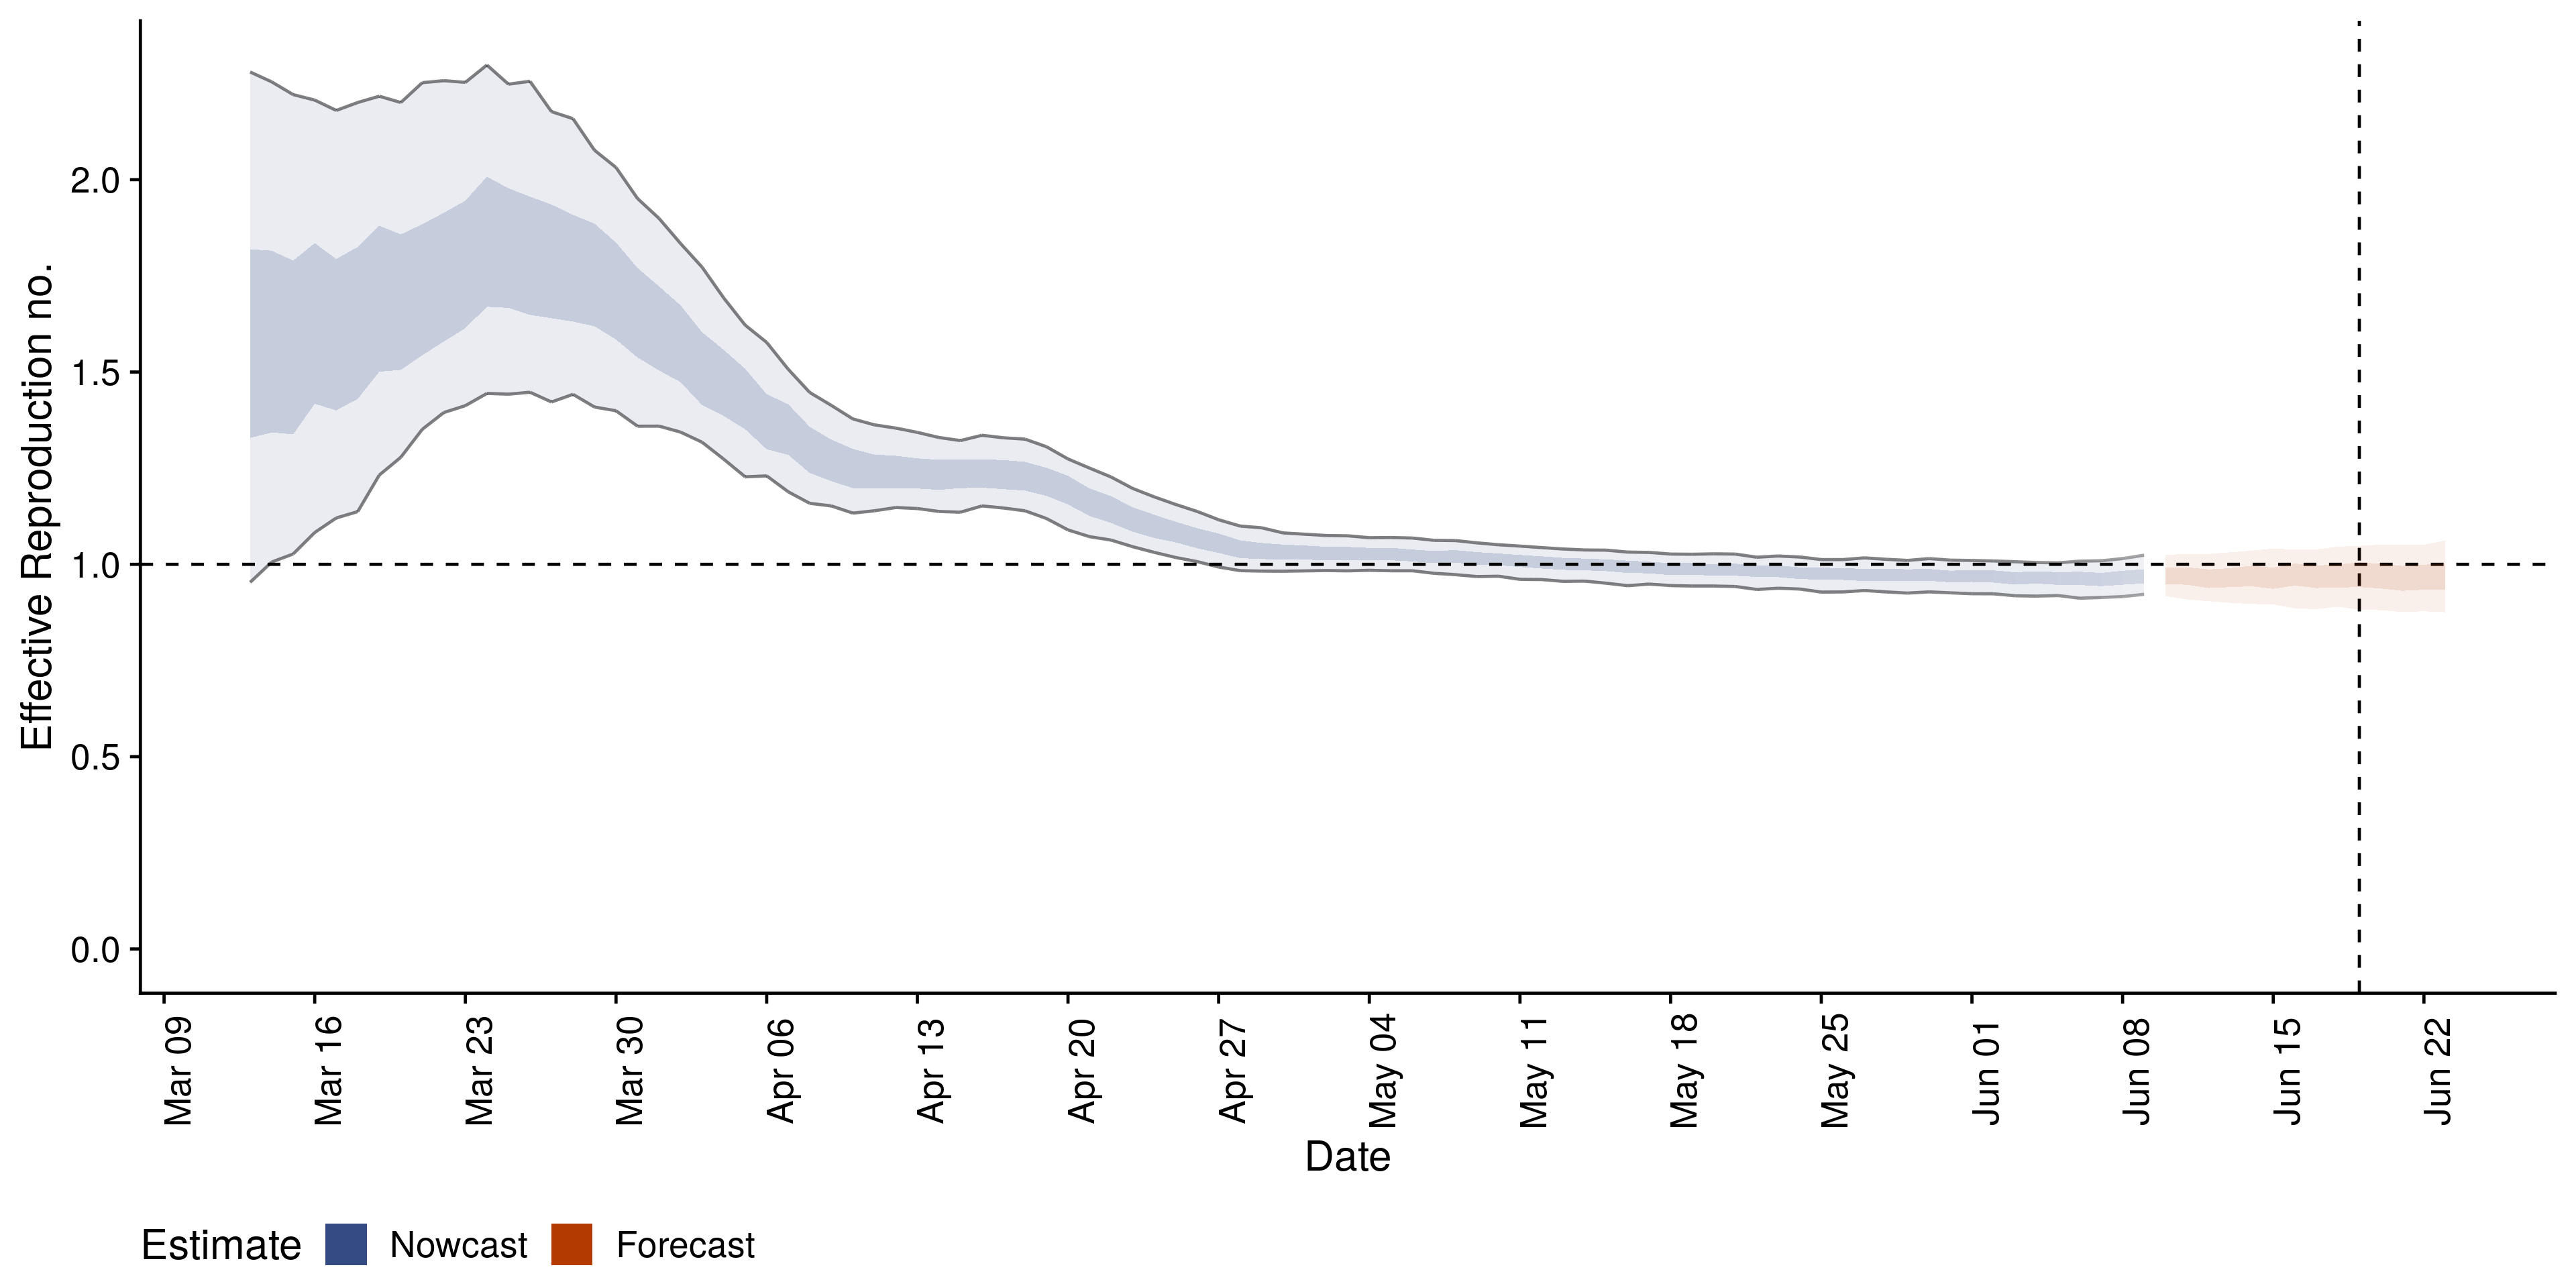 Effective Reproduction no.
2.0
1.5
1.0
0.5
0.0
Mar 09
Mar 16
Mar 23
Mar 30
Apr 06
Apr 13
Apr 20
Apr 27
May 04
May 11
May 18
May 25
Jun 01
Jun 08
Jun 15
Jun 22
Date
Estimate Nowcast Forecast